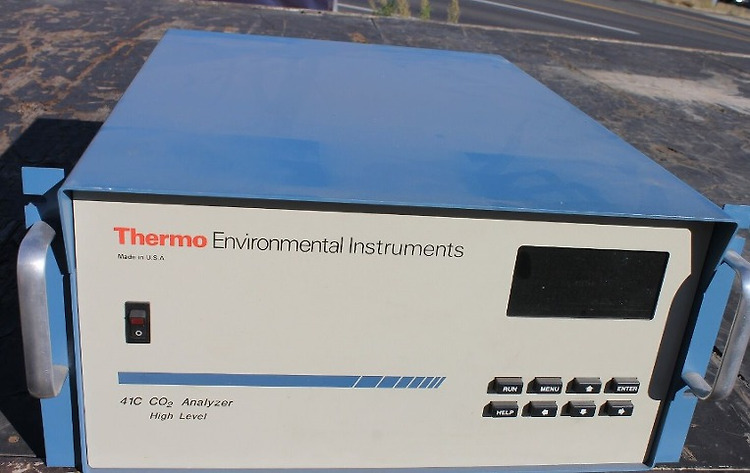 Thermo Environmental Instruments
Made in U.S.A
41C CO₂ Analyzer
High Level
RUN MENU ENTER
HELP